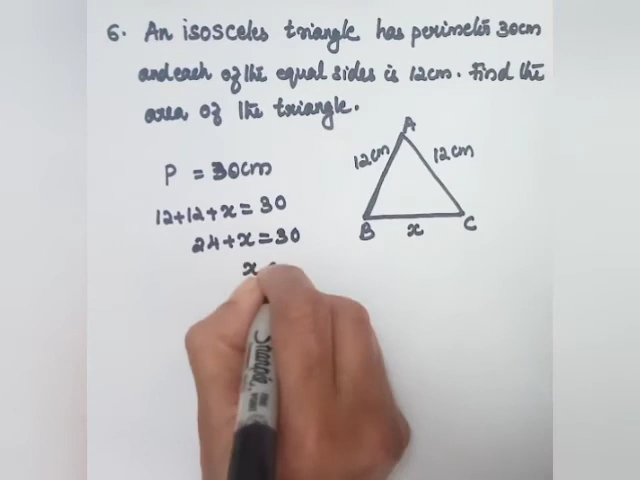 6. An isosceles triangle has perimeter 30cm
and each of the equal sides is 12cm. Find the
area of the triangle.
A
12cm
12cm
B
x
C
P = 30cm
12+12+x=30
24+x=30
x
Sharpie